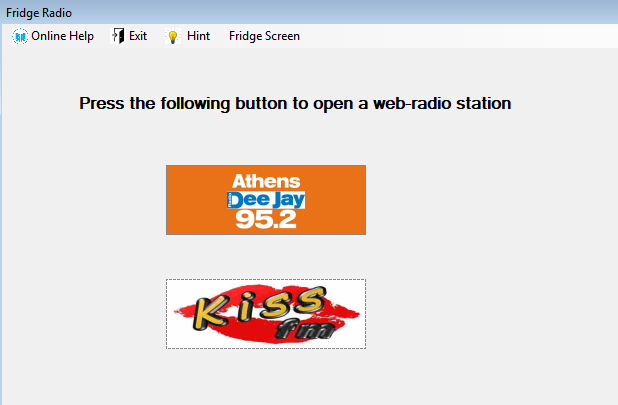 Fridge Radio
Online Help Exit Hint Fridge Screen
Press the following button to open a web-radio station
Athens
Dee Jay
95.2
Kiss
fm